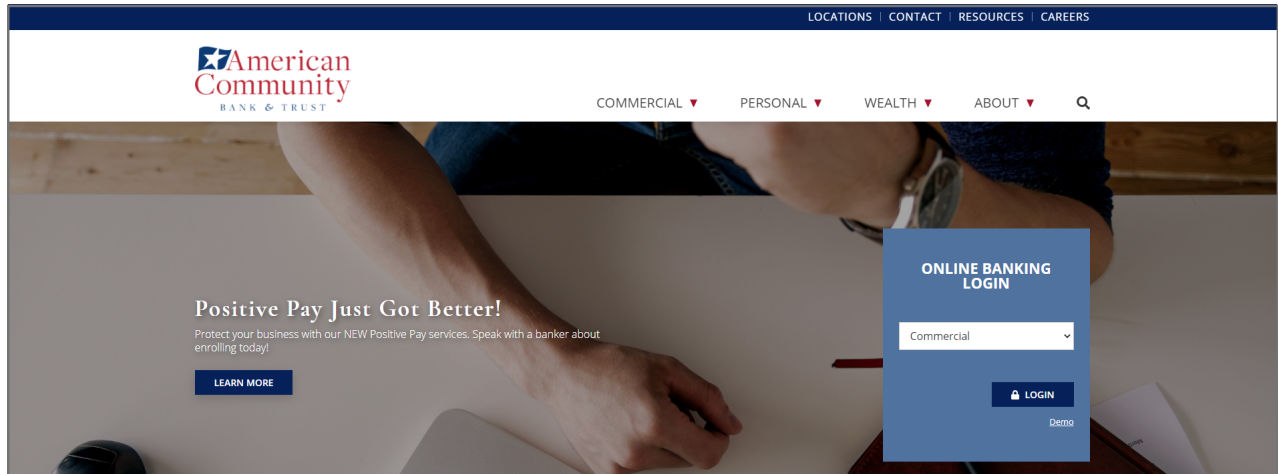 LOCATIONS | CONTACT | RESOURCES | CAREERS
American
Community
BANK & TRUST
COMMERCIAL ▼ PERSONAL ▼ WEALTH ▼ ABOUT ▼
ONLINE BANKING
LOGIN
Positive Pay Just Got Better!
Protect your business with our NEW Positive Pay services. Speak with a banker about
enrolling today!
Commercial
LEARN MORE
LOGIN
Demo